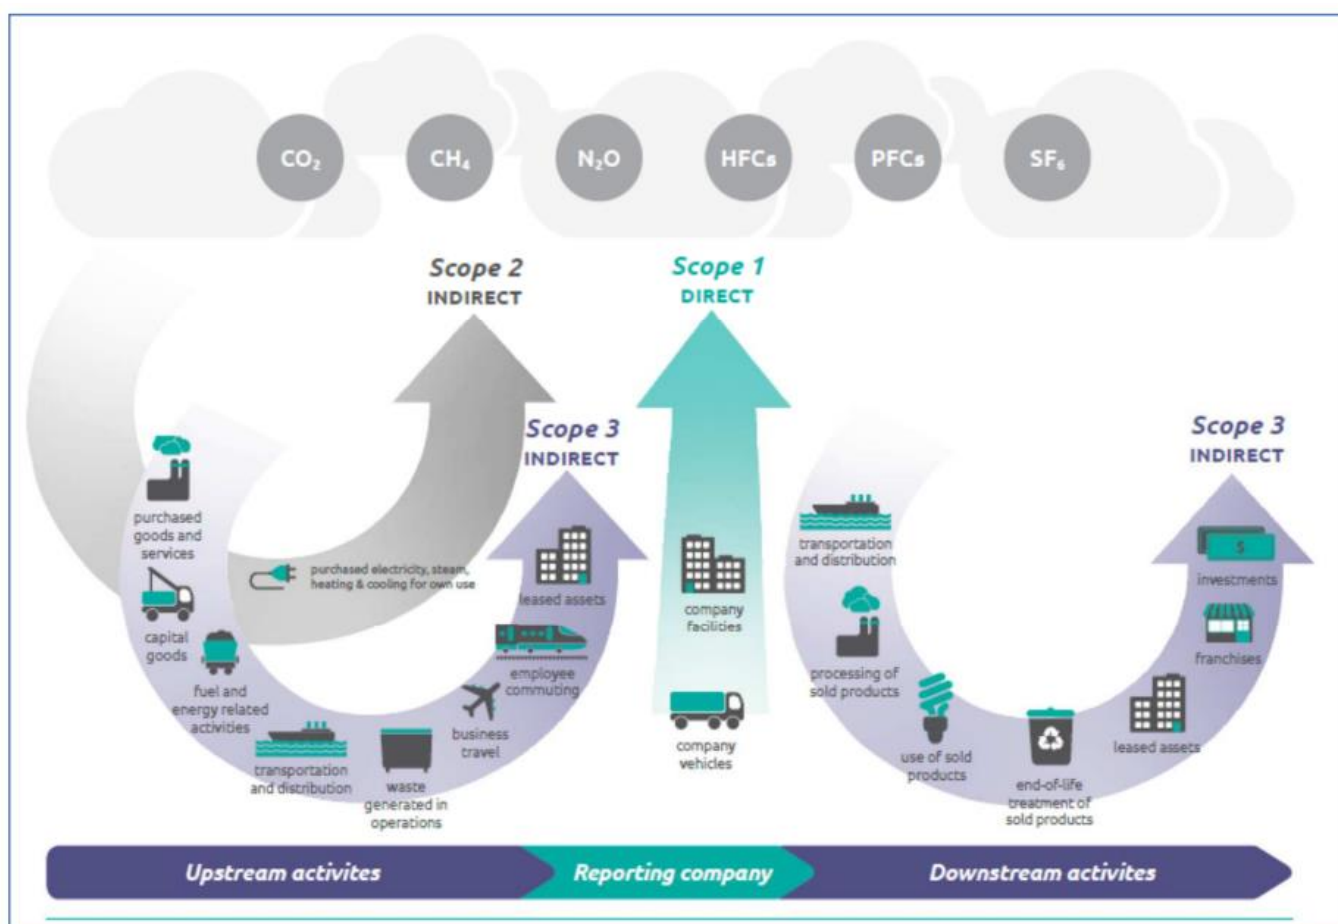 CO₂
CH₄
N₂O
HFCs
PFCs
SF₆
Scope 2
INDIRECT
Scope 1
DIRECT
Scope 3
INDIRECT
Scope 3
INDIRECT
purchased
goods and
services
capital
goods
fuel and
energy related
activities
transportation
and distribution
waste
generated in
operations
business
travel
employee
commuting
leased assets
purchased electricity, steam,
heating & cooling for own use
company
facilities
company
vehicles
transportation
and distribution
processing of
sold products
use of sold
products
end-of-life
treatment of
sold products
leased assets
franchises
$
investments
Upstream activites
Reporting company
Downstream activites